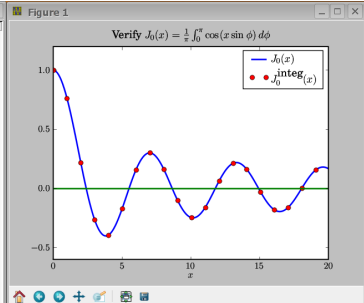 Figure 1
Verify J₀(x) = 1/π ∫₀^π cos(x sin ϕ) dϕ
J₀(x)
J₀^integ(x)
1.0
0.5
0.0
−0.5
0 5 10 15 20
x